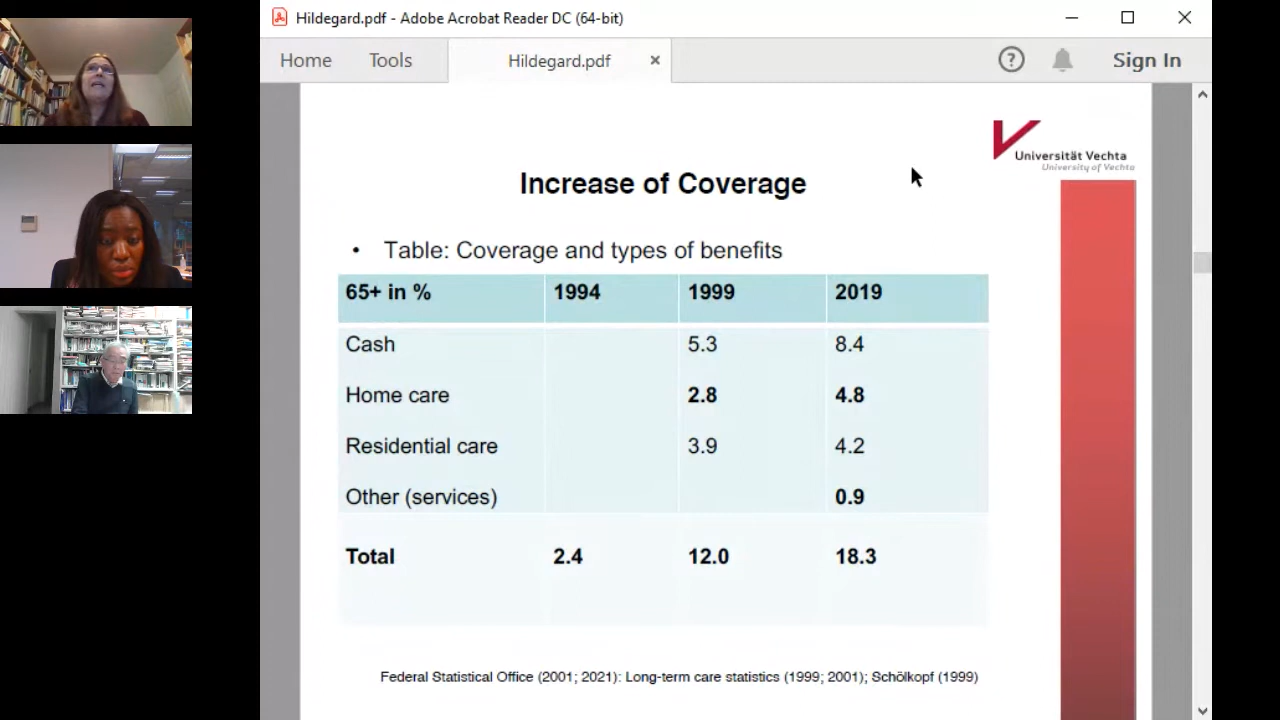 Hildegard.pdf - Adobe Acrobat Reader DC (64-bit)
Home Tools Hildegard.pdf × ? Sign In
Universität Vechta
University of Vechta
Increase of Coverage
• Table: Coverage and types of benefits
65+ in % 1994 1999 2019
Cash 5.3 8.4
Home care 2.8 4.8
Residential care 3.9 4.2
Other (services) 0.9
Total 2.4 12.0 18.3
Federal Statistical Office (2001; 2021): Long-term care statistics (1999; 2001); Schölkopf (1999)